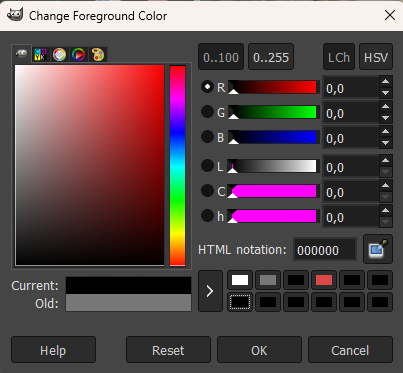 Change Foreground Color
CMYK
0..100 0..255 LCh HSV
R 0,0
G 0,0
B 0,0
L 0,0
C 0,0
h 0,0
HTML notation: 000000
Current:
Old:
Help Reset OK Cancel